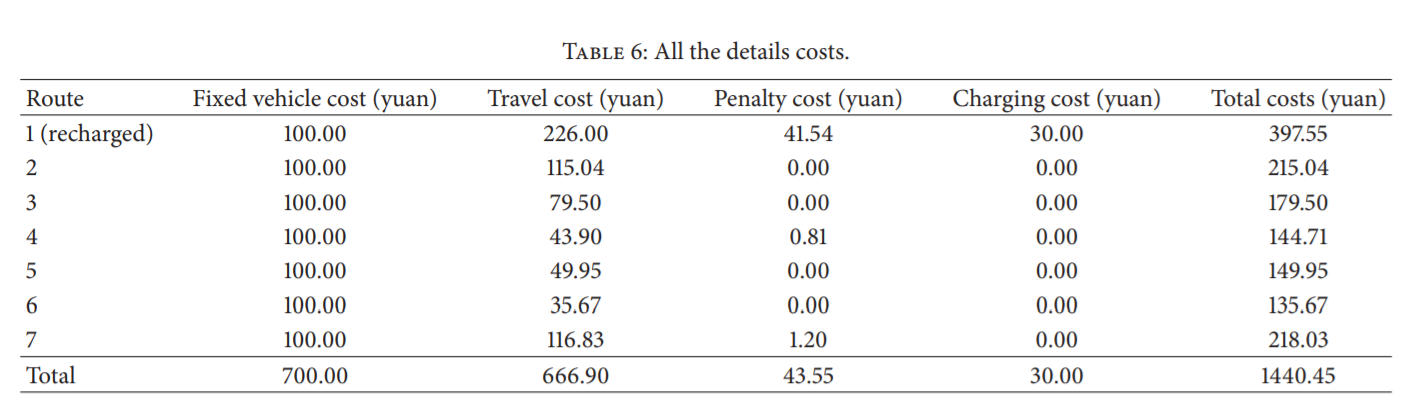 TABLE 6: All the details costs.
Route Fixed vehicle cost (yuan) Travel cost (yuan) Penalty cost (yuan) Charging cost (yuan) Total costs (yuan)
1 (recharged) 100.00 226.00 41.54 30.00 397.55
2 100.00 115.04 0.00 0.00 215.04
3 100.00 79.50 0.00 0.00 179.50
4 100.00 43.90 0.81 0.00 144.71
5 100.00 49.95 0.00 0.00 149.95
6 100.00 35.67 0.00 0.00 135.67
7 100.00 116.83 1.20 0.00 218.03
Total 700.00 666.90 43.55 30.00 1440.45